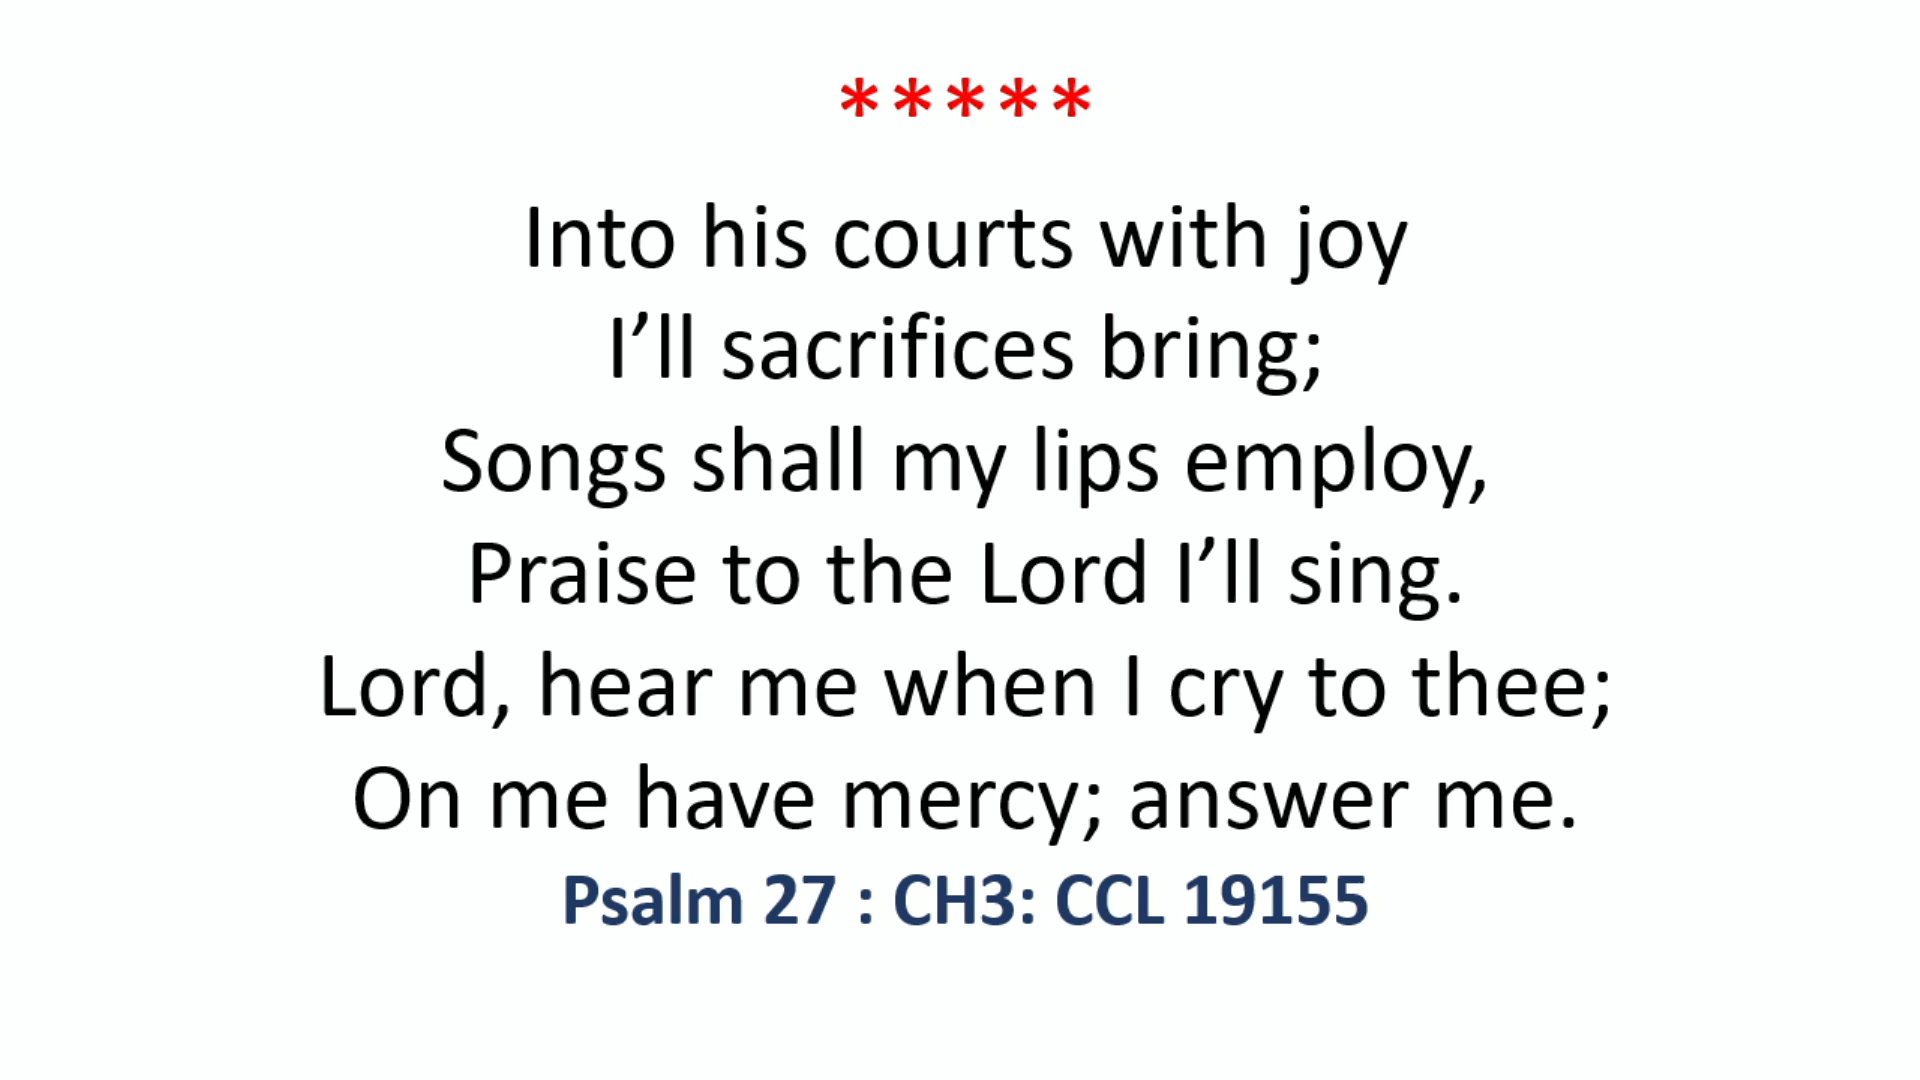 *****
Into his courts with joy
I’ll sacrifices bring;
Songs shall my lips employ,
Praise to the Lord I’ll sing.
Lord, hear me when I cry to thee;
On me have mercy; answer me.
Psalm 27 : CH3: CCL 19155